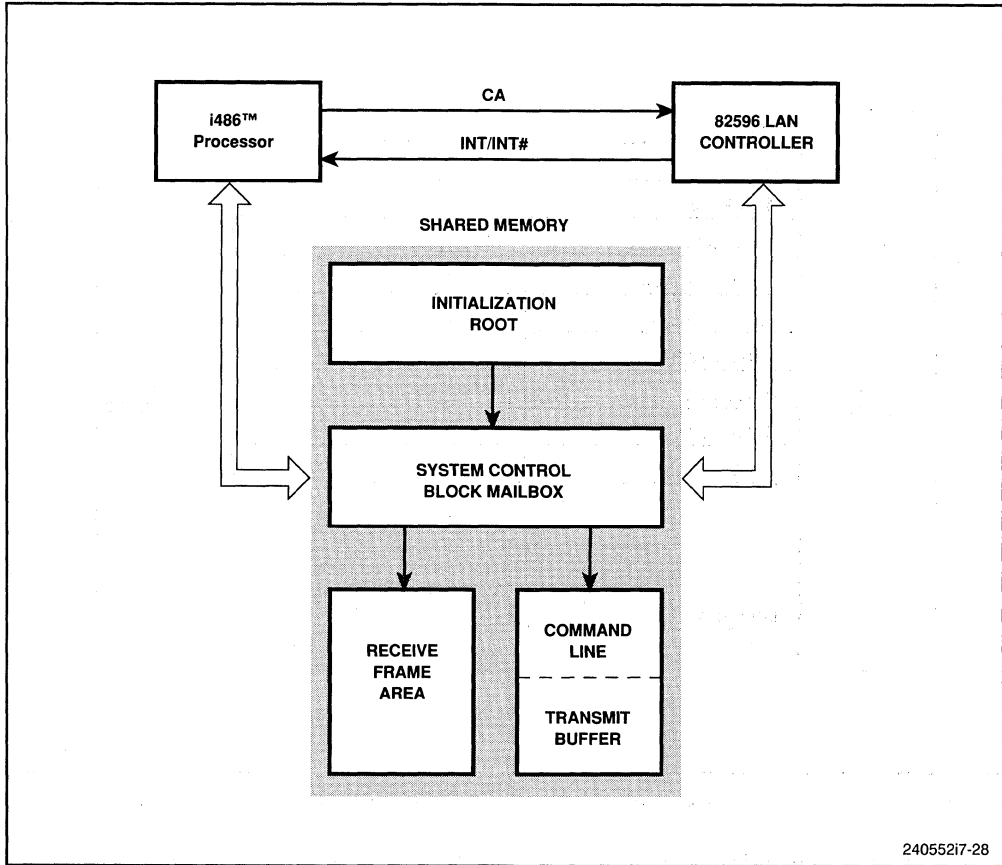 i486™
Processor
CA
INT/INT#
82596 LAN
CONTROLLER
SHARED MEMORY
INITIALIZATION
ROOT
SYSTEM CONTROL
BLOCK MAILBOX
RECEIVE
FRAME
AREA
COMMAND
LINE
TRANSMIT
BUFFER
240552i7-28